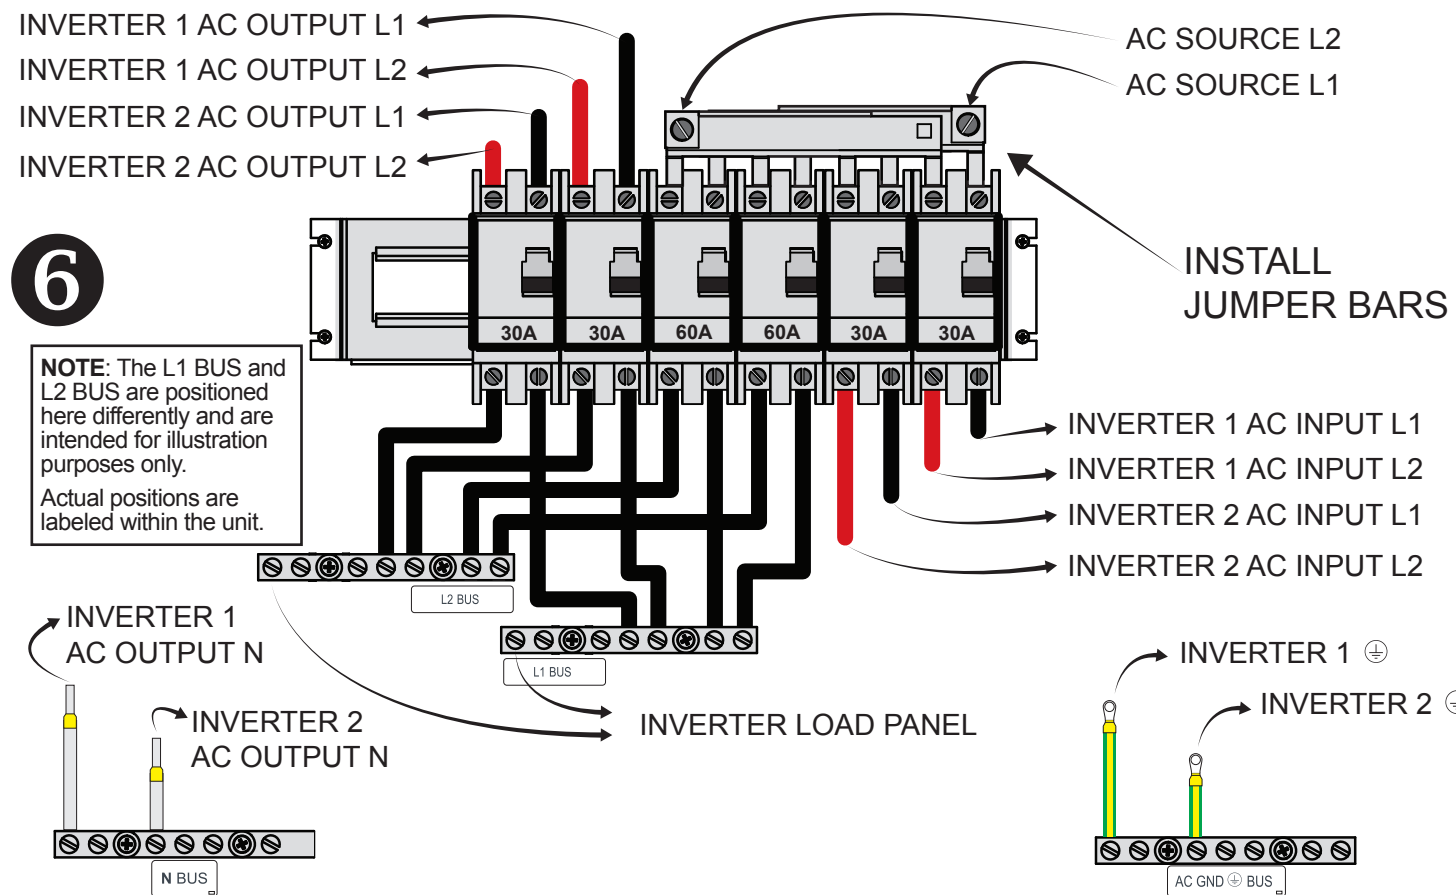 INVERTER 1 AC OUTPUT L1
INVERTER 1 AC OUTPUT L2
INVERTER 2 AC OUTPUT L1
INVERTER 2 AC OUTPUT L2
AC SOURCE L2
AC SOURCE L1
INSTALL
JUMPER BARS
6
NOTE: The L1 BUS and
L2 BUS are positioned
here differently and are
intended for illustration
purposes only.
Actual positions are
labeled within the unit.
30A
30A
60A
60A
30A
30A
INVERTER 1 AC INPUT L1
INVERTER 1 AC INPUT L2
INVERTER 2 AC INPUT L1
INVERTER 2 AC INPUT L2
L2 BUS
L1 BUS
INVERTER 1
AC OUTPUT N
INVERTER 2
AC OUTPUT N
INVERTER LOAD PANEL
N BUS
INVERTER 1 ⏚
INVERTER 2 ⏚
AC GND ⏚ BUS